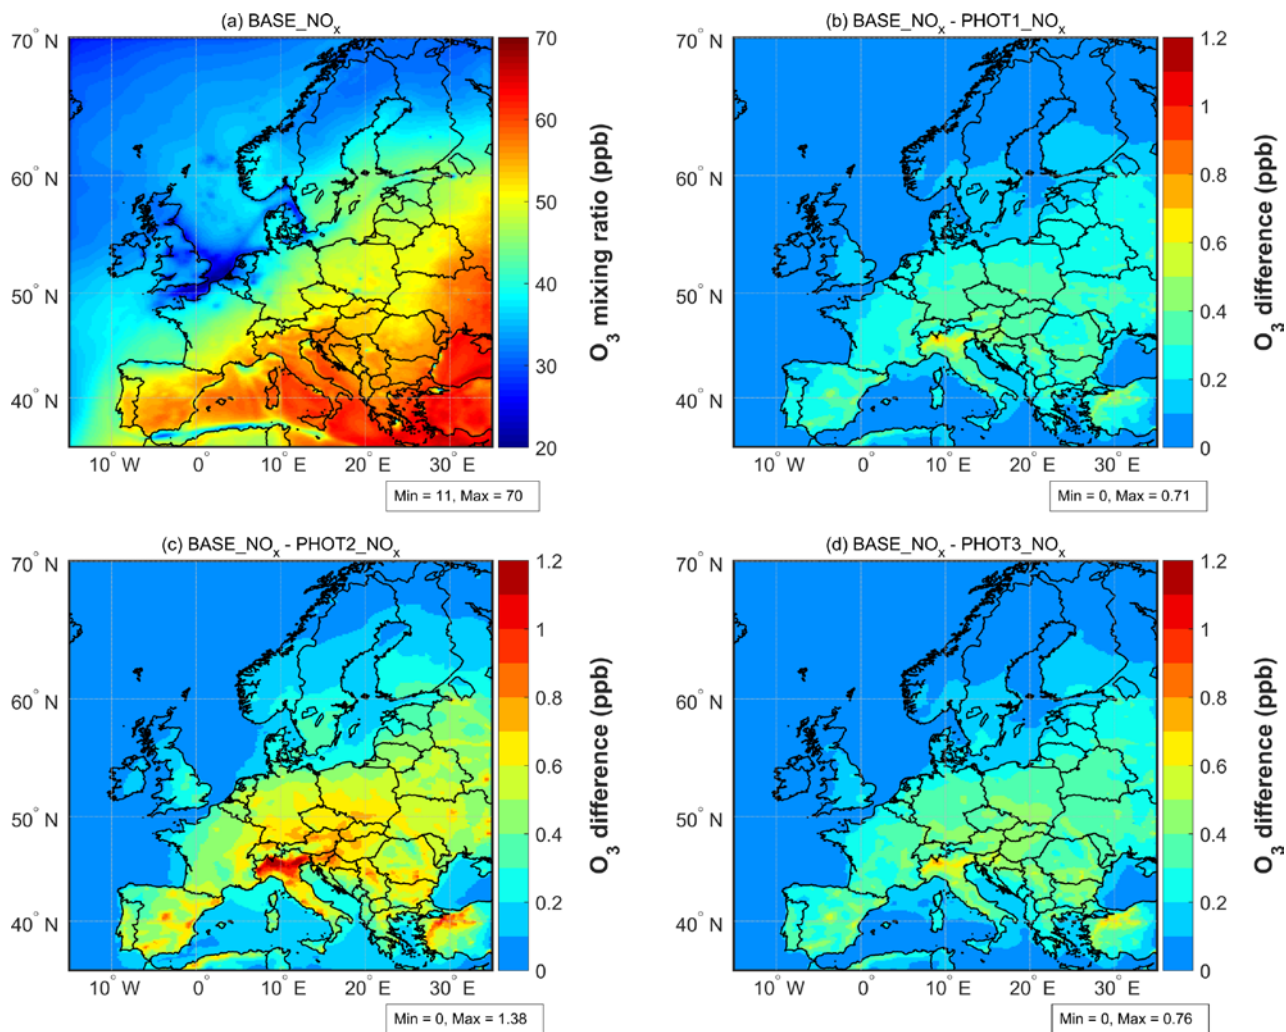 (a) BASE_NOx
70° N
60° N
50° N
40° N
10° W
0°
10° E
20° E
30° E
70
60
50
40
30
20
O3 mixing ratio (ppb)
Min = 11, Max = 70
(b) BASE_NOx - PHOT1_NOx
70° N
60° N
50° N
40° N
10° W
0°
10° E
20° E
30° E
1.2
1
0.8
0.6
0.4
0.2
0
O3 difference (ppb)
Min = 0, Max = 0.71
(c) BASE_NOx - PHOT2_NOx
70° N
60° N
50° N
40° N
10° W
0°
10° E
20° E
30° E
1.2
1
0.8
0.6
0.4
0.2
0
O3 difference (ppb)
Min = 0, Max = 1.38
(d) BASE_NOx - PHOT3_NOx
70° N
60° N
50° N
40° N
10° W
0°
10° E
20° E
30° E
1.2
1
0.8
0.6
0.4
0.2
0
O3 difference (ppb)
Min = 0, Max = 0.76